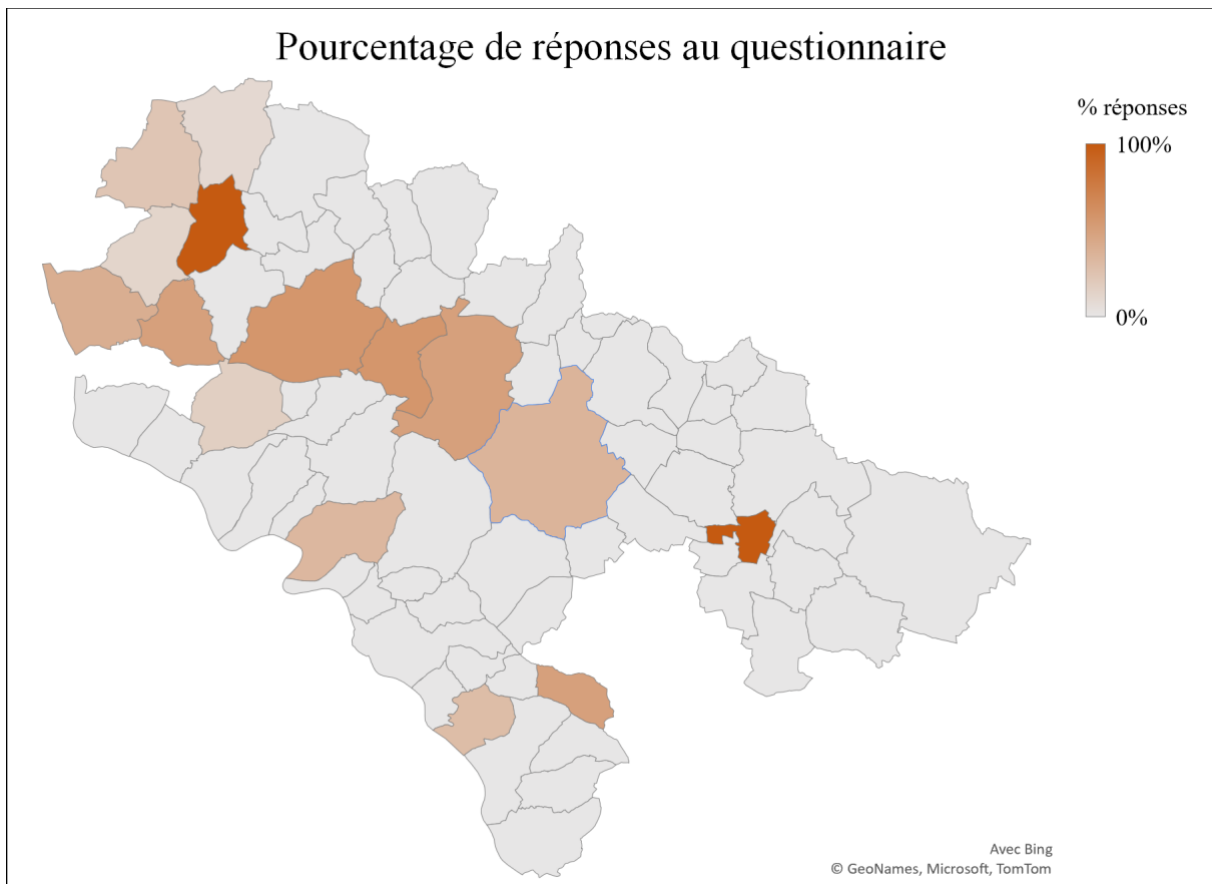 Pourcentage de réponses au questionnaire
% réponses
100%
0%
Avec Bing
© GeoNames, Microsoft, TomTom